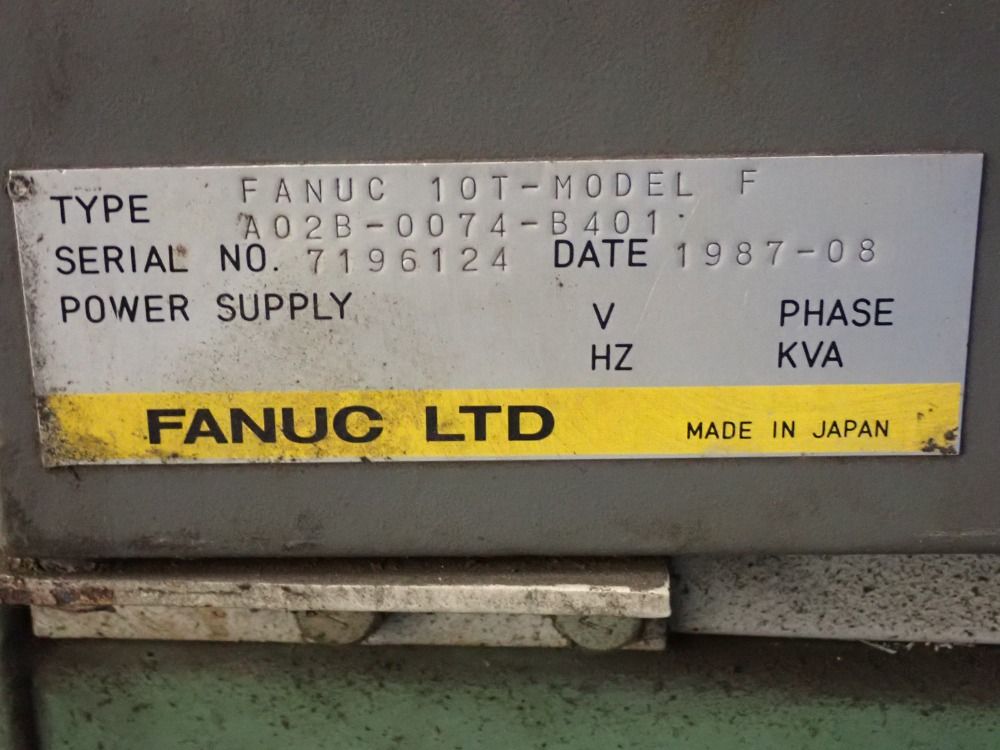 TYPE FANUC 10T-MODEL F
A02B-0074-B401
SERIAL NO. 7196124 DATE 1987-08
POWER SUPPLY V PHASE
HZ KVA
FANUC LTD MADE IN JAPAN